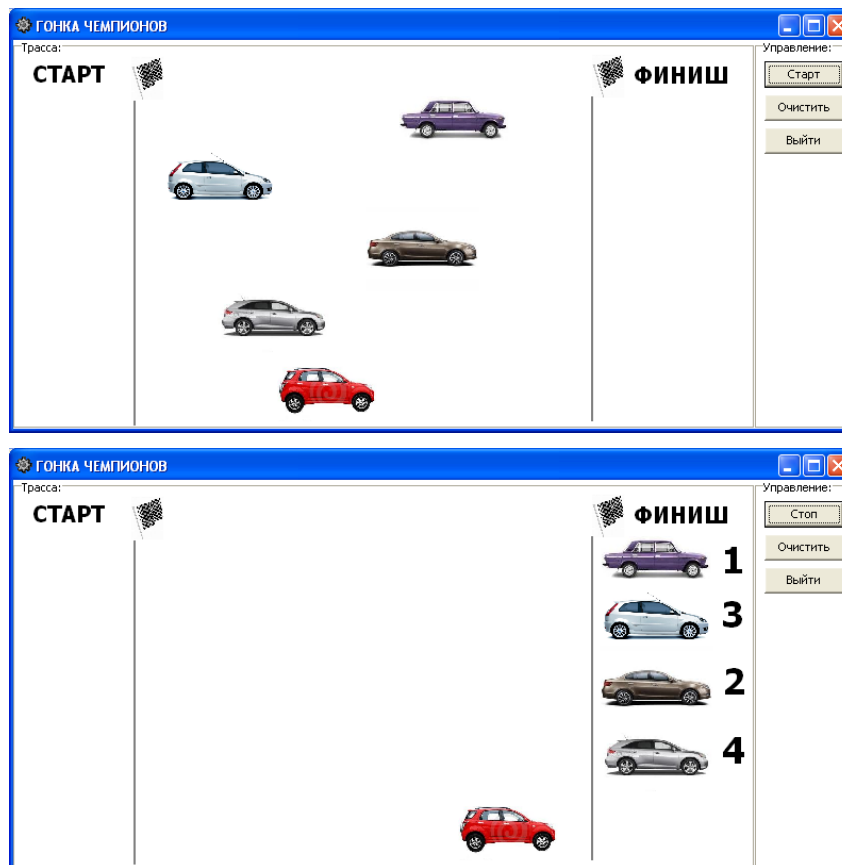 ГОНКА ЧЕМПИОНОВ
Трасса:
Управление:
СТАРТ
ФИНИШ
Старт
Очистить
Выйти
ГОНКА ЧЕМПИОНОВ
Трасса:
Управление:
СТАРТ
ФИНИШ
Стоп
1
Очистить
Выйти
3
2
4